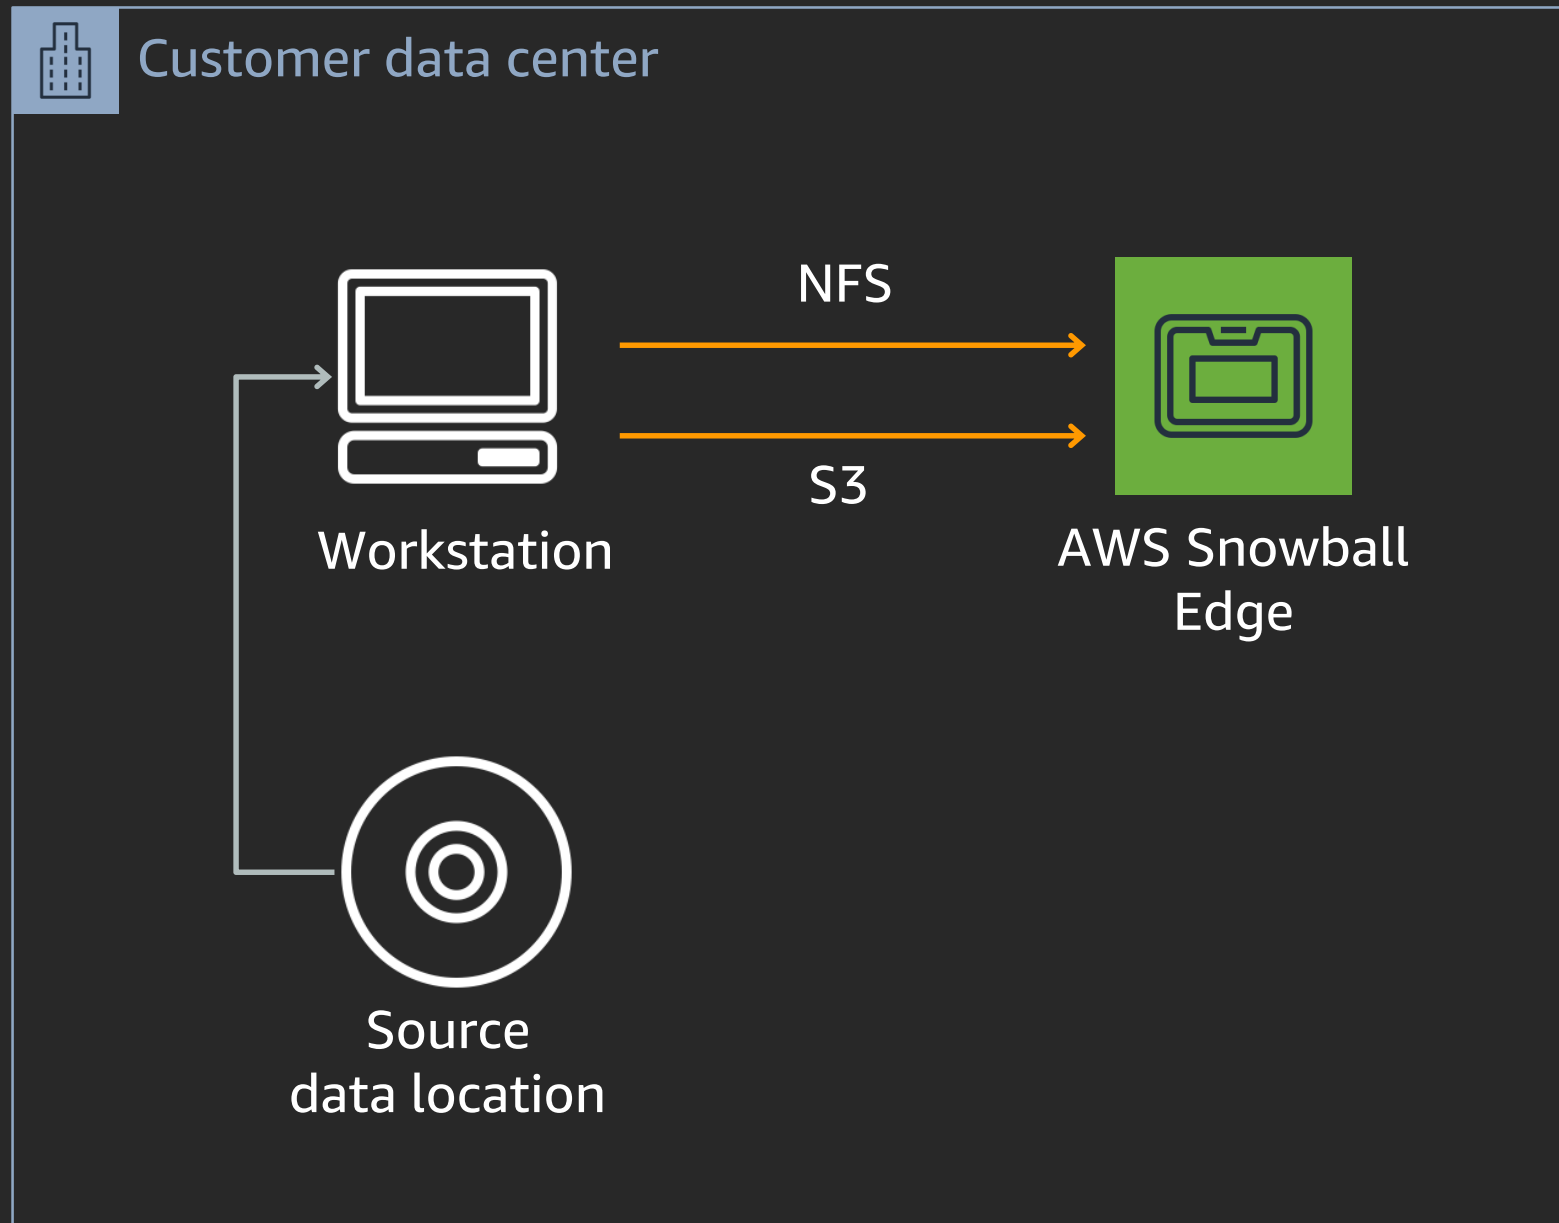 Customer data center
NFS
S3
Workstation
AWS Snowball
Edge
Source
data location